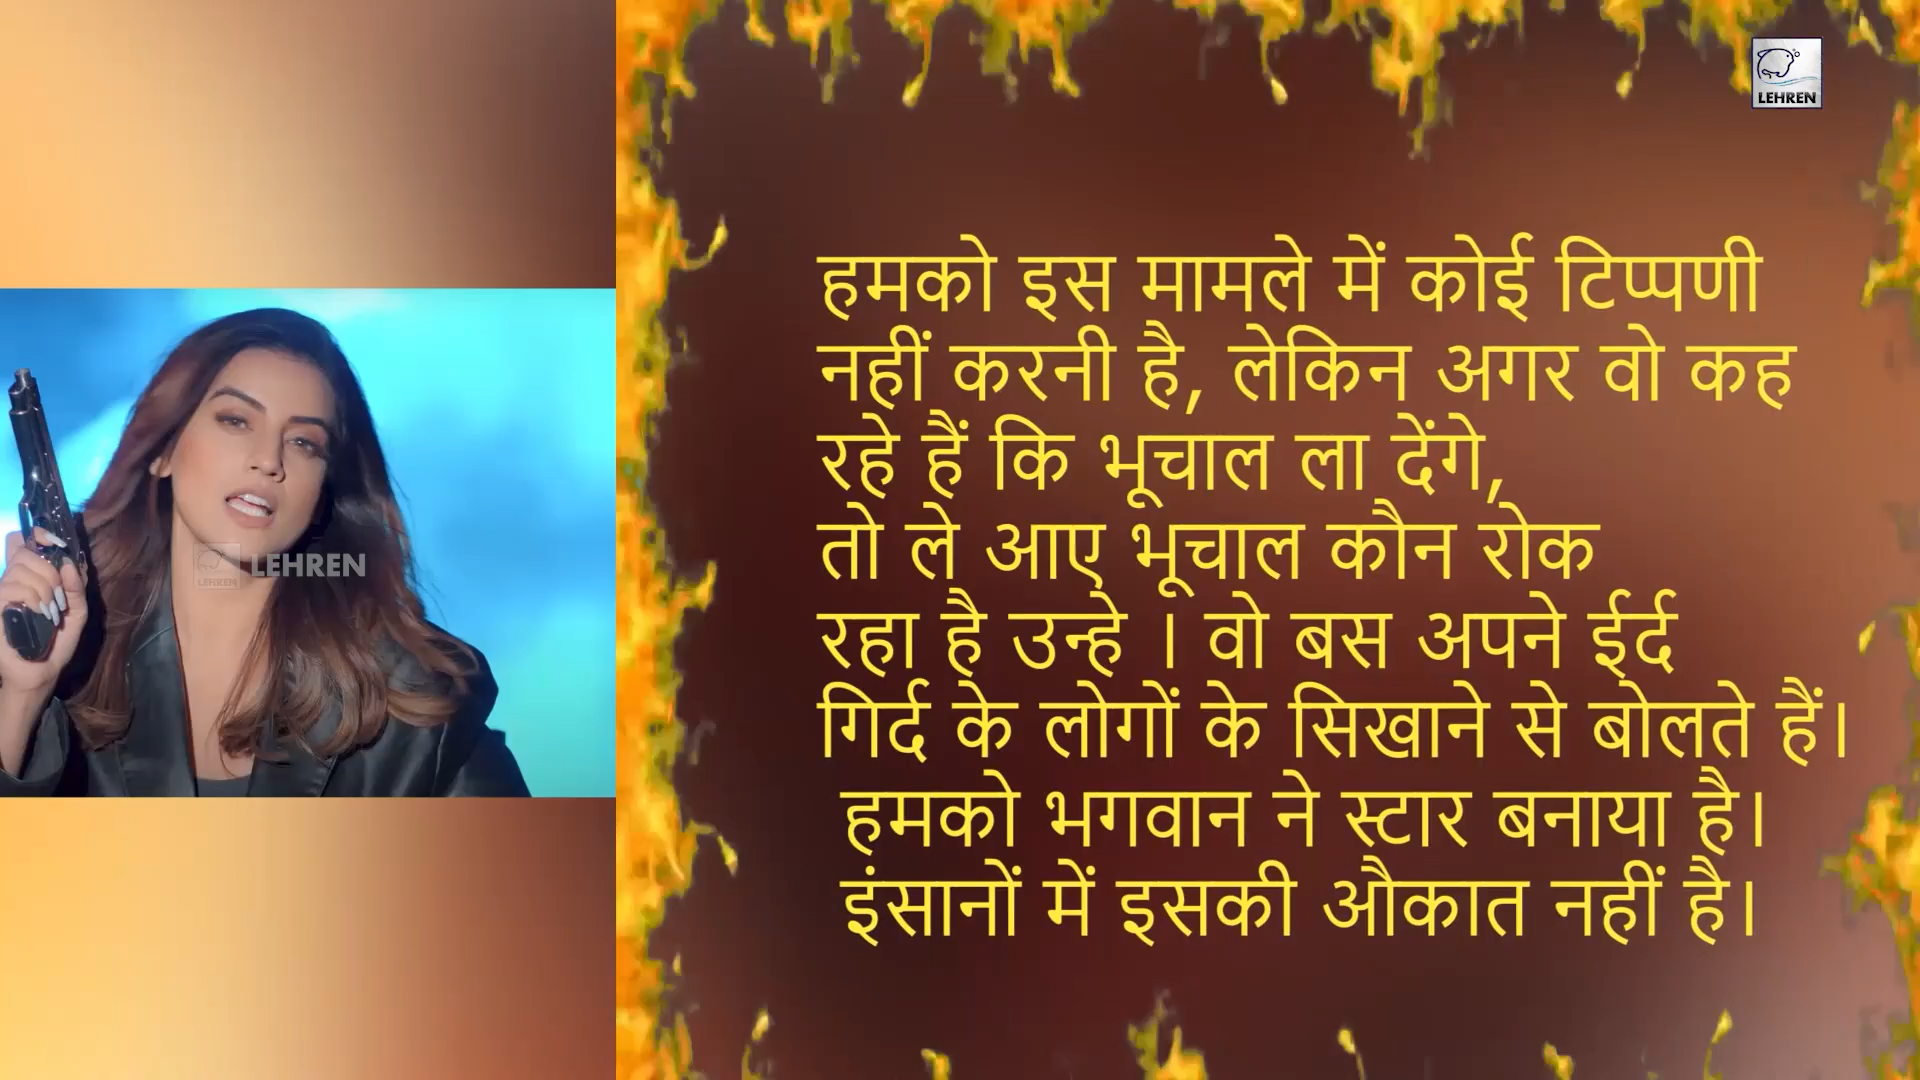 LEHREN
हमको इस मामले में कोई टिप्पणी
नहीं करनी है, लेकिन अगर वो कह
रहे हैं कि भूचाल ला देंगे,
तो ले आए भूचाल कौन रोक
रहा है उन्हे । वो बस अपने ईर्द
गिर्द के लोगों के सिखाने से बोलते हैं।
हमको भगवान ने स्टार बनाया है।
इंसानों में इसकी औकात नहीं है।
LEHREN
LEHREN